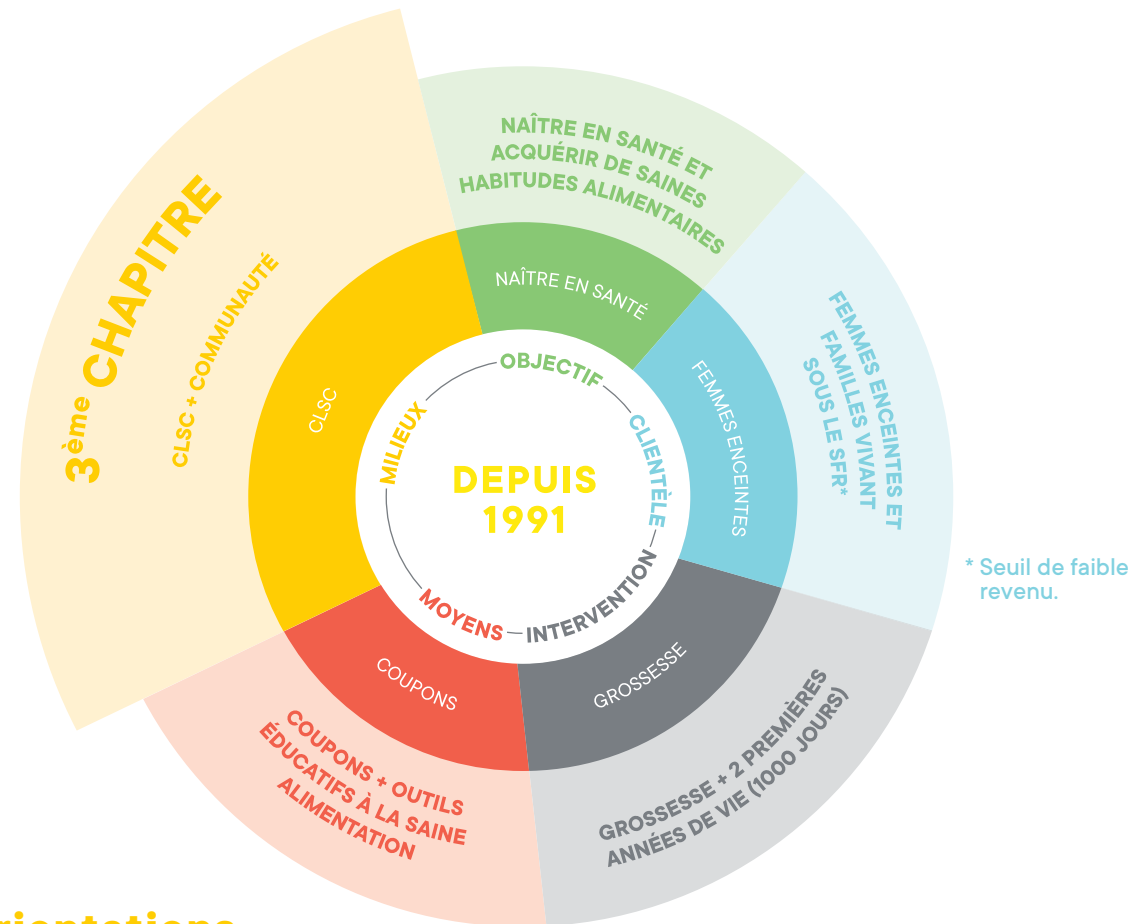 NAÎTRE EN SANTÉ ET
ACQUÉRIR DE SAINES
HABITUDES ALIMENTAIRES
3ème CHAPITRE
CLSC + COMMUNAUTÉ
NAÎTRE EN SANTÉ
FEMMES ENCEINTES ET
FAMILLES VIVANT
SOUS LE SFR*
FEMMES ENCEINTES
CLSC
OBJECTIF
CLIENTÈLE
INTERVENTION
MOYENS
MILIEUX
DEPUIS
1991
* Seuil de faible
revenu.
COUPONS
GROSSESSE
COUPONS + OUTILS
ÉDUCATIFS À LA SAINE
ALIMENTATION
GROSSESSE + 2 PREMIÈRES
ANNÉES DE VIE (1000 JOURS)